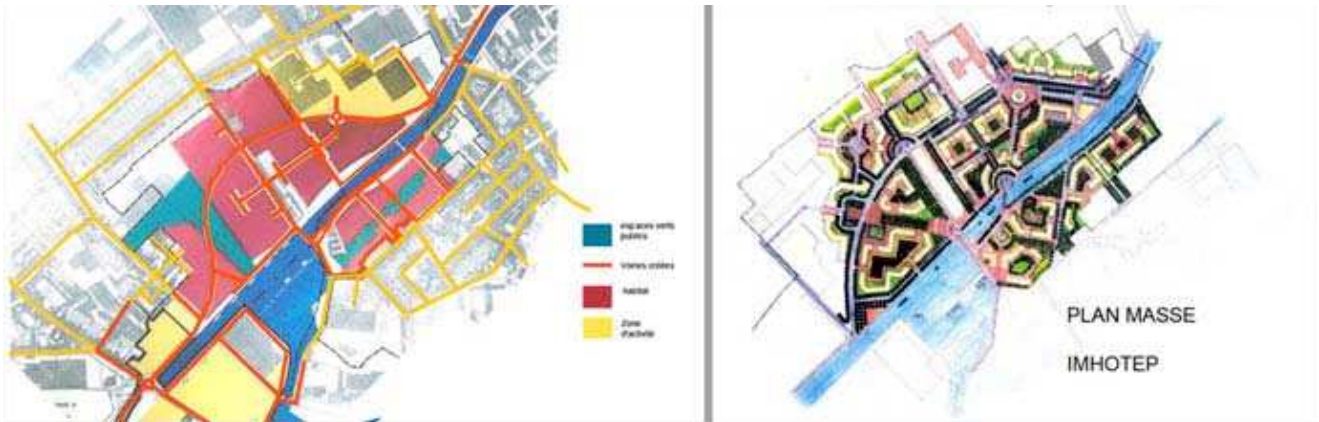 espaces verts
publics
Voiries créées
habitat
Zone
d'activité
PLAN MASSE
IMHOTEP